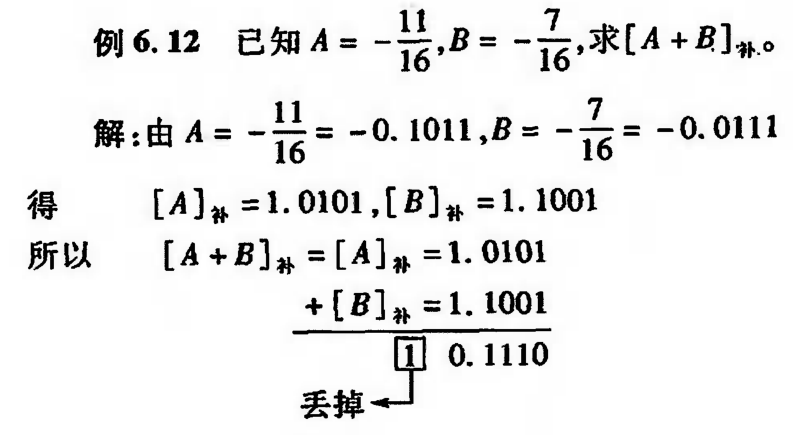 例 6.12 已知 A = -11/16, B = -7/16, 求[A + B]补。
解:由 A = -11/16 = -0.1011, B = -7/16 = -0.0111
得 [A]补 = 1.0101, [B]补 = 1.1001
所以 [A + B]补 = [A]补 = 1.0101
+ [B]补 = 1.1001
1 0.1110
丢掉